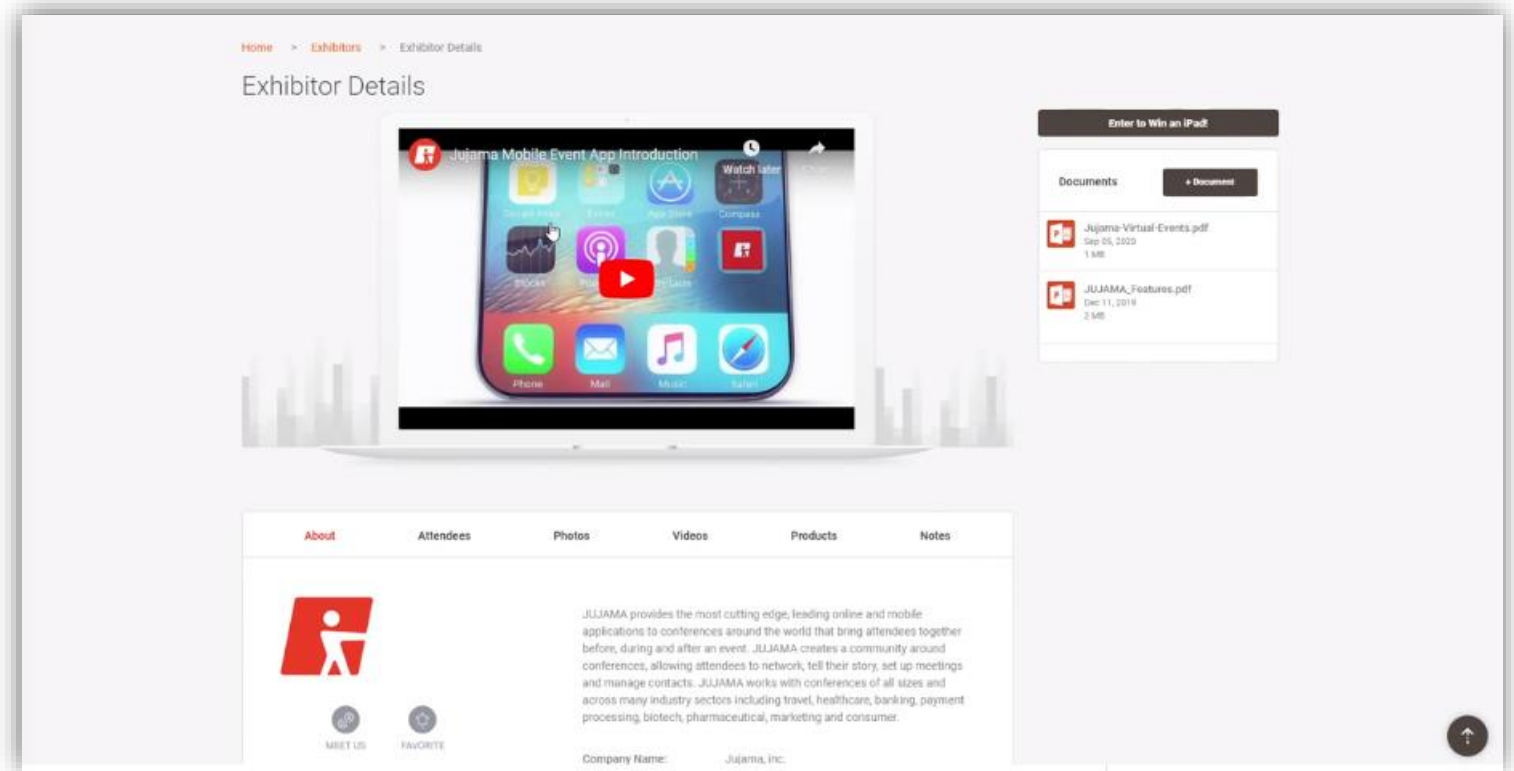 Home > Exhibitors > Exhibitor Details
Exhibitor Details
Jujama Mobile Event App Introduction
Watch later
App Store
Compass
Stocks
Phone
Mail
Music
Safari
Enter to Win an iPad!
Documents
+ Document
Jujama-Virtual-Events.pdf
Sep 05, 2020
1 MB
JUJAMA_Features.pdf
Dec 11, 2019
2 MB
About
Attendees
Photos
Videos
Products
Notes
JUJAMA provides the most cutting edge, leading online and mobile
applications to conferences around the world that bring attendees together
before, during and after an event. JUJAMA creates a community around
conferences, allowing attendees to network, tell their story, set up meetings
and manage contacts. JUJAMA works with conferences of all sizes and
across many industry sectors including travel, healthcare, banking, payment
processing, biotech, pharmaceutical, marketing and consumer.
MEET US
FAVORITE
Company Name: Jujama, inc.